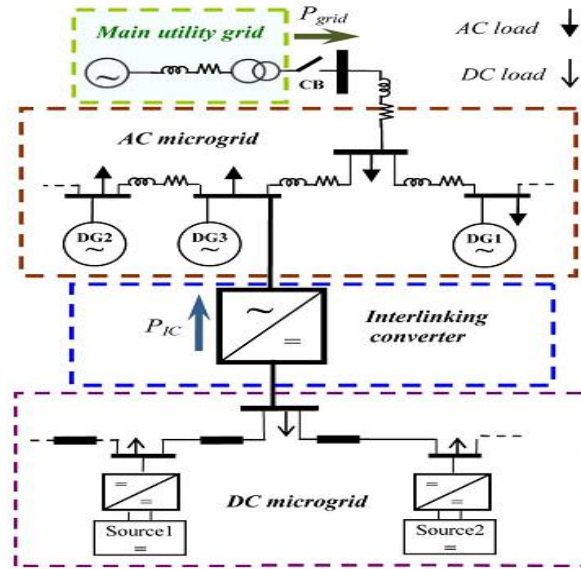 Main utility grid
P_grid
AC load
DC load
CB
AC microgrid
DG2
~
DG3
~
DG1
~
P_IC
~
=
Interlinking
converter
DC microgrid
=
=
Source1
=
=
=
Source2
=